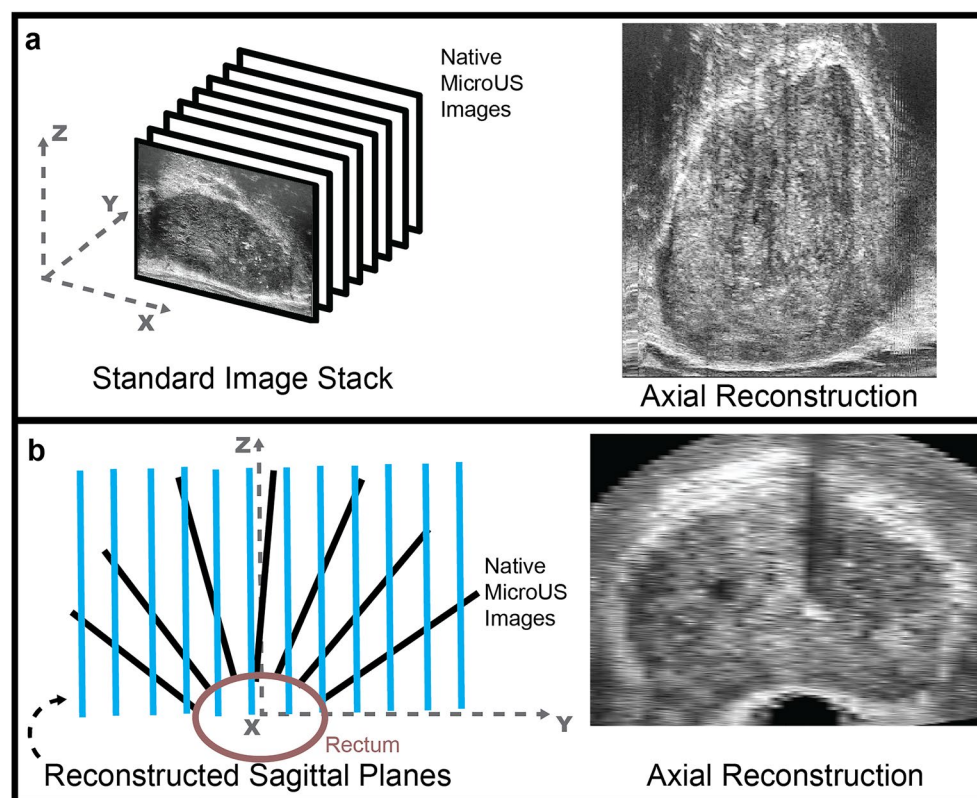 a
Native
MicroUS
Images
Z
Y
X
Standard Image Stack
Axial Reconstruction
b
Z
Native
MicroUS
Images
X
Y
Rectum
Reconstructed Sagittal Planes
Axial Reconstruction